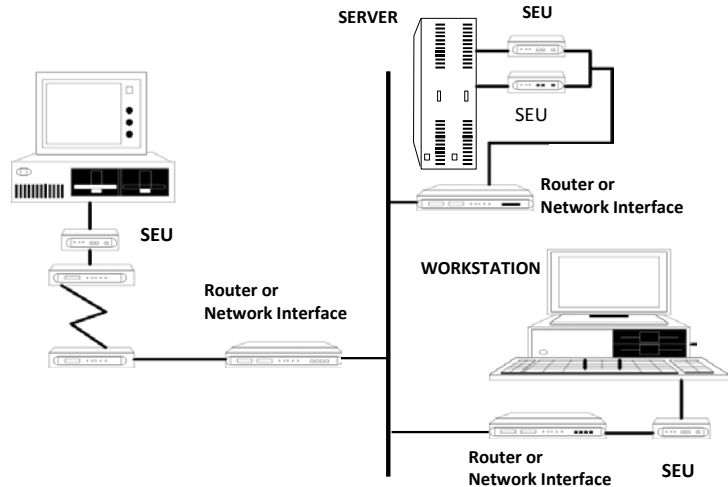 SERVER
SEU
SEU
Router or
Network Interface
SEU
WORKSTATION
Router or
Network Interface
Router or
Network Interface
SEU